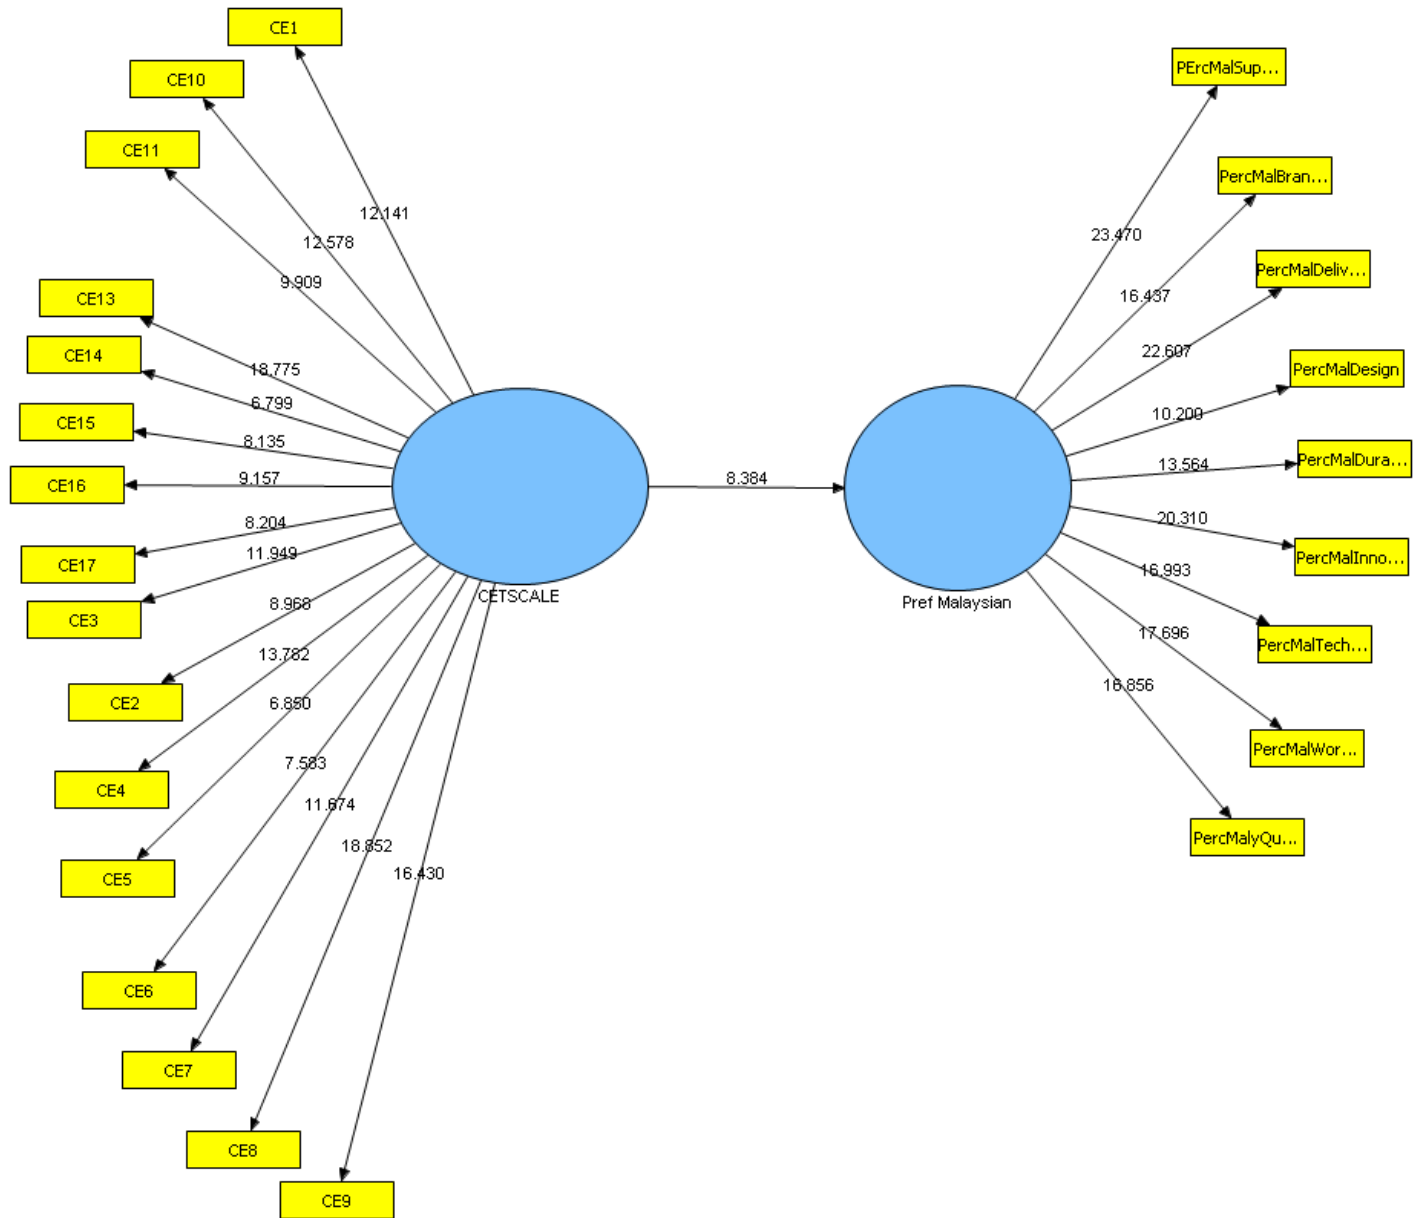 CE1
CE10
CE11
CE13
CE14
CE15
CE16
CE17
CE3
CE2
CE4
CE5
CE6
CE7
CE8
CE9
12.141
12.578
9.909
18.775
6.799
8.135
9.157
8.204
11.949
8.968
13.782
6.850
7.583
11.674
18.852
16.430
CETSCALE
8.384
Pref Malaysian
23.470
16.437
22.607
10.200
13.564
20.310
16.993
17.696
16.856
PErcMalSup...
PercMalBran...
PercMalDeliv...
PercMalDesign
PercMalDura...
PercMalInno...
PercMalTech...
PercMalWor...
PercMalyQu...